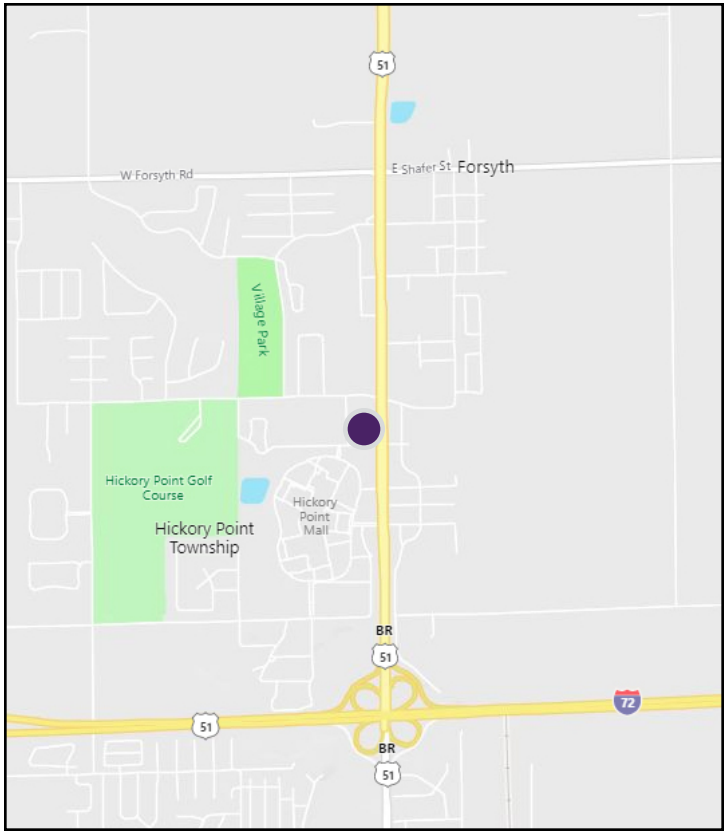 51
W Forsyth Rd
E Shafer St
Forsyth
Village Park
Hickory Point Golf
Course
Hickory
Point
Mall
Hickory Point
Township
BR
51
72
51
BR
51